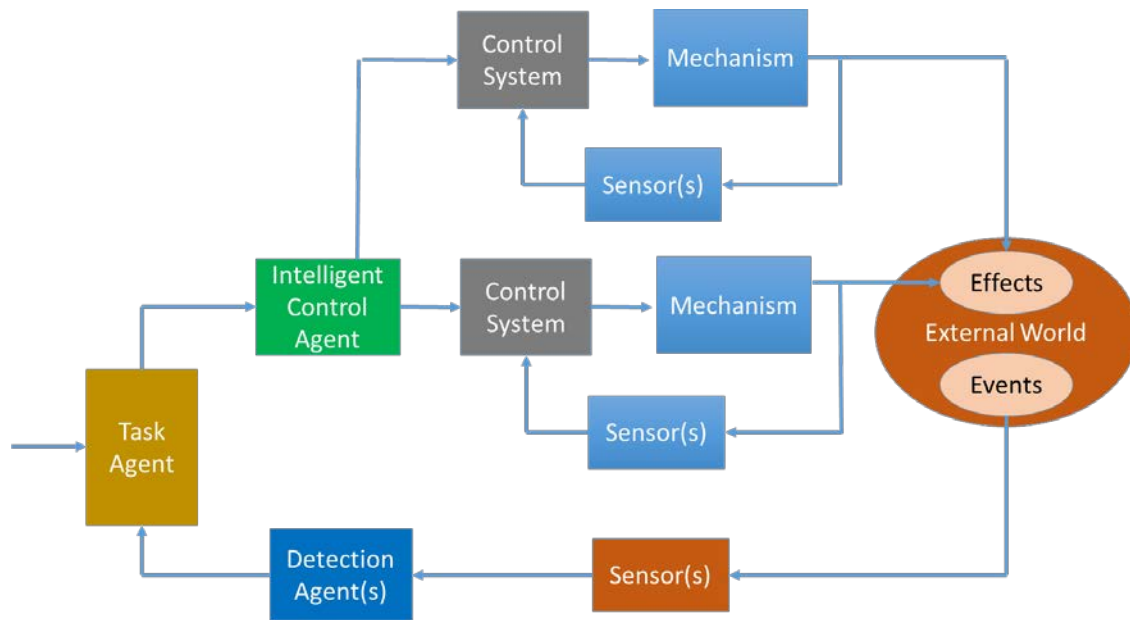 Control
System
Mechanism
Sensor(s)
Intelligent
Control
Agent
Control
System
Mechanism
Effects
External World
Events
Task
Agent
Sensor(s)
Detection
Agent(s)
Sensor(s)